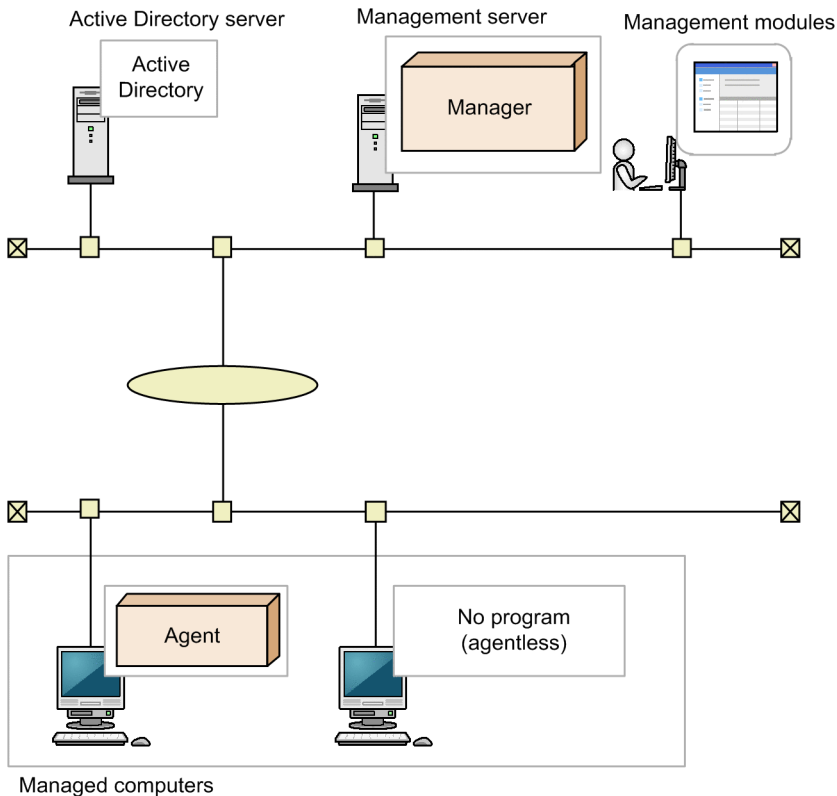 Active Directory server
Management server
Management modules
Active
Directory
Manager
Agent
No program
(agentless)
Managed computers